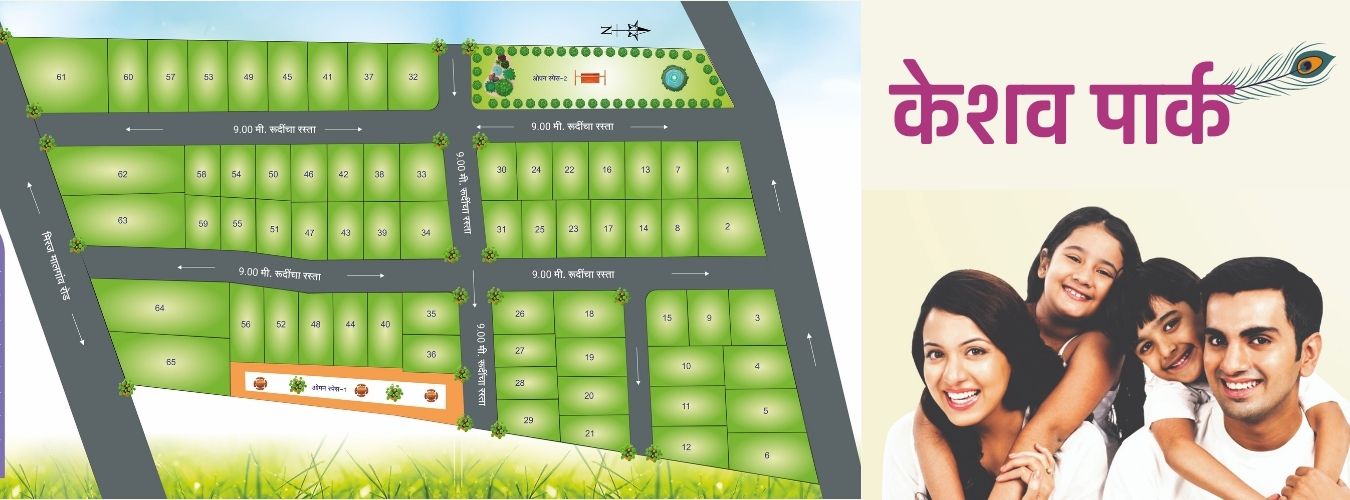 61 60 57 53 49 45 41 37 32
N
ओपन स्पेस-2
9.00 मी. रूदींचा रस्ता
9.00 मी. रूदींचा रस्ता
62 58 54 50 46 42 38 33
30 24 22 16 13 7 1
63 59 55 51 47 43 39 34
31 25 23 17 14 8 2
9.00 मी. रूदींचा रस्ता
मिरज मालगांव रोड
9.00 मी. रूदींचा रस्ता
9.00 मी. रूदींचा रस्ता
64 56 52 48 44 40 35
26 18 15 9 3
65 36
27 19 10 4
28 20 11 5
29 21 12 6
9.00 मी. रूदींचा रस्ता
ओपन स्पेस-1
केशव पार्क